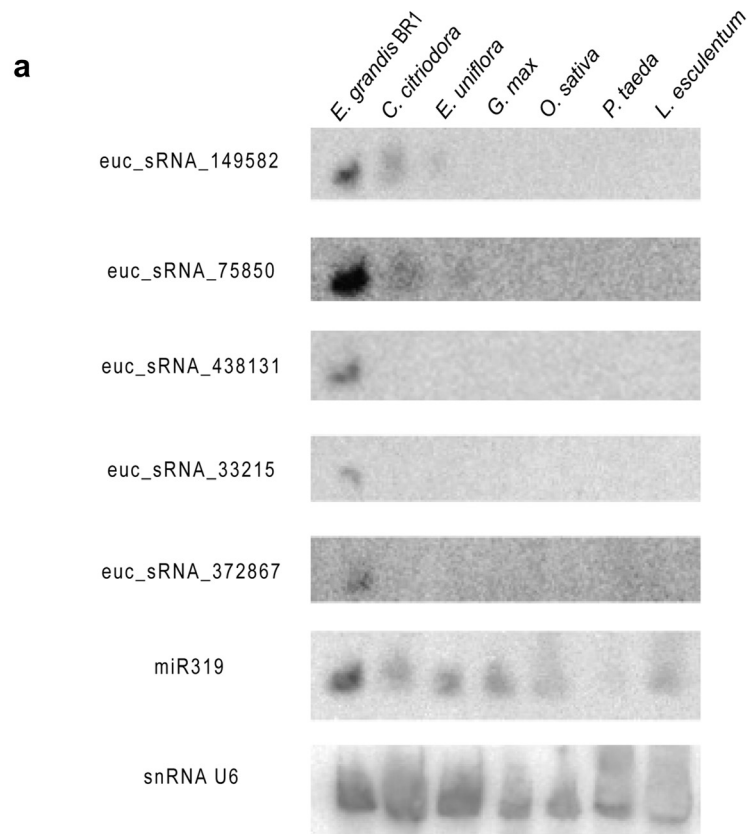 a
E. grandis BR1
C. citriodora
E. uniflora
G. max
O. sativa
P. taeda
L. esculentum
euc_sRNA_149582
euc_sRNA_75850
euc_sRNA_438131
euc_sRNA_33215
euc_sRNA_372867
miR319
snRNA U6